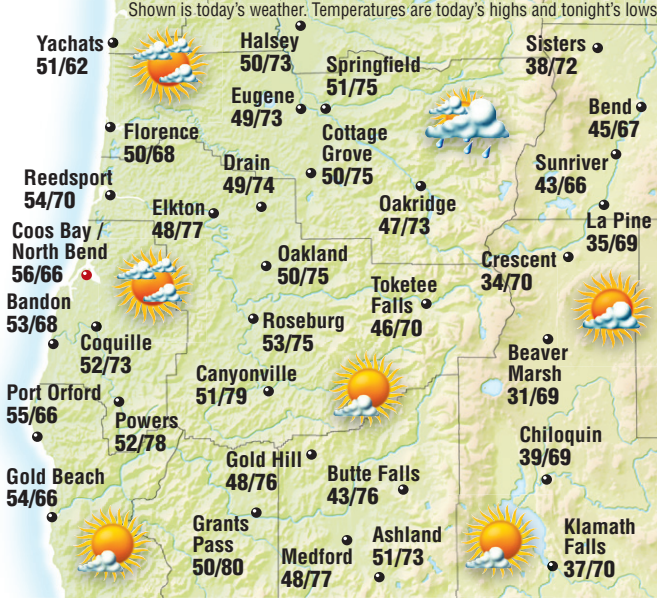 Shown is today's weather. Temperatures are today's highs and tonight's lows
Yachats
51/62
Halsey
50/73
Sisters
38/72
Springfield
51/75
Eugene
49/73
Bend
45/67
Florence
50/68
Cottage
Grove
50/75
Drain
49/74
Sunriver
43/66
Reedsport
54/70
Elkton
48/77
Oakridge
47/73
La Pine
35/69
Coos Bay /
North Bend
56/66
Oakland
50/75
Crescent
34/70
Toketee
Falls
46/70
Bandon
53/68
Coquille
52/73
Roseburg
53/75
Beaver
Marsh
31/69
Canyonville
51/79
Port Orford
55/66
Powers
52/78
Chiloquin
39/69
Gold Hill
48/76
Butte Falls
43/76
Gold Beach
54/66
Grants
Pass
50/80
Medford
48/77
Ashland
51/73
Klamath
Falls
37/70